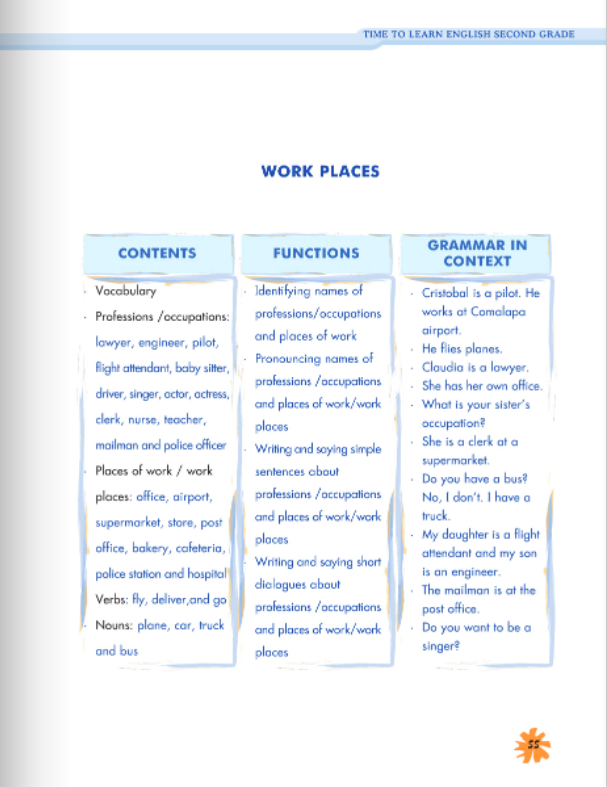 TIME TO LEARN ENGLISH SECOND GRADE
WORK PLACES
CONTENTS
· Vocabulary
· Professions /occupations:
lawyer, engineer, pilot,
flight attendant, baby sitter,
driver, singer, actor, actress,
clerk, nurse, teacher,
mailman and police officer
· Places of work / work
places: office, airport,
supermarket, store, post
office, bakery, cafeteria,
police station and hospital
Verbs: fly, deliver,and go
· Nouns: plane, car, truck
and bus
FUNCTIONS
· Identifying names of
professions/occupations
and places of work
· Pronouncing names of
professions /occupations
and places of work/work
places
· Writing and saying simple
sentences about
professions /occupations
and places of work/work
places
· Writing and saying short
dialogues about
professions /occupations
and places of work/work
places
GRAMMAR IN
CONTEXT
· Cristobal is a pilot. He
works at Comalapa
airport.
· He flies planes.
· Claudia is a lawyer.
· She has her own office.
· What is your sister's
occupation?
· She is a clerk at a
supermarket.
· Do you have a bus?
No, I don't. I have a
truck.
· My daughter is a flight
attendant and my son
is an engineer.
· The mailman is at the
post office.
· Do you want to be a
singer?
55